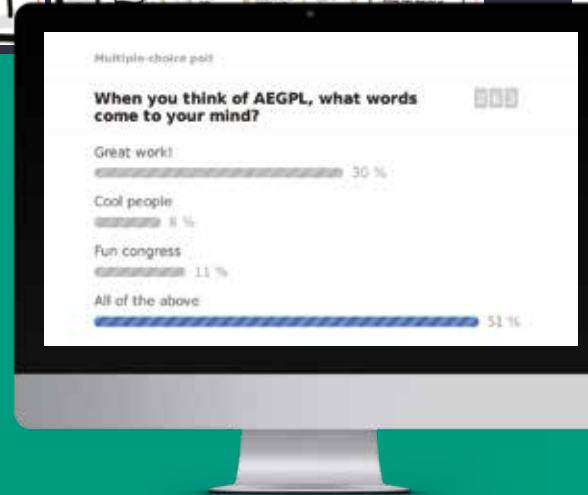 Multiple-choice poll
When you think of AEGPL, what words
come to your mind?
Great work!
30 %
Cool people
8 %
Fun congress
11 %
All of the above
51 %